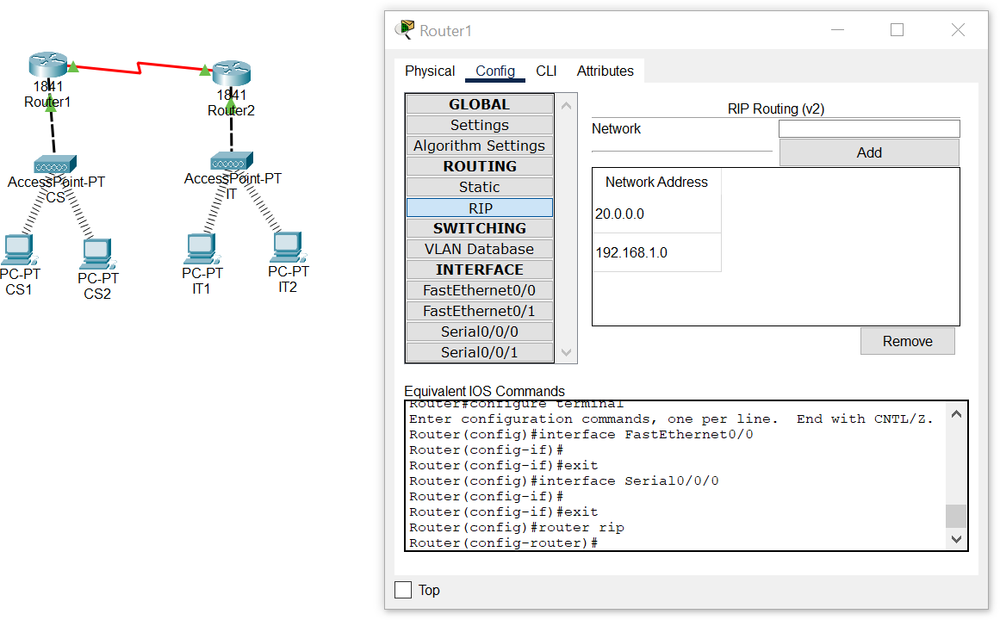 1841
Router1
1841
Router2
AccessPoint-PT
CS
AccessPoint-PT
IT
PC-PT
CS1
PC-PT
CS2
PC-PT
IT1
PC-PT
IT2
Router1
Physical Config CLI Attributes
GLOBAL
Settings
Algorithm Settings
ROUTING
Static
RIP
SWITCHING
VLAN Database
INTERFACE
FastEthernet0/0
FastEthernet0/1
Serial0/0/0
Serial0/0/1
RIP Routing (v2)
Network
Add
Network Address
20.0.0.0
192.168.1.0
Remove
Equivalent IOS Commands
Router#configure terminal
Enter configuration commands, one per line. End with CNTL/Z.
Router(config)#interface FastEthernet0/0
Router(config-if)#
Router(config-if)#exit
Router(config)#interface Serial0/0/0
Router(config-if)#
Router(config-if)#exit
Router(config)#router rip
Router(config-router)#
Top